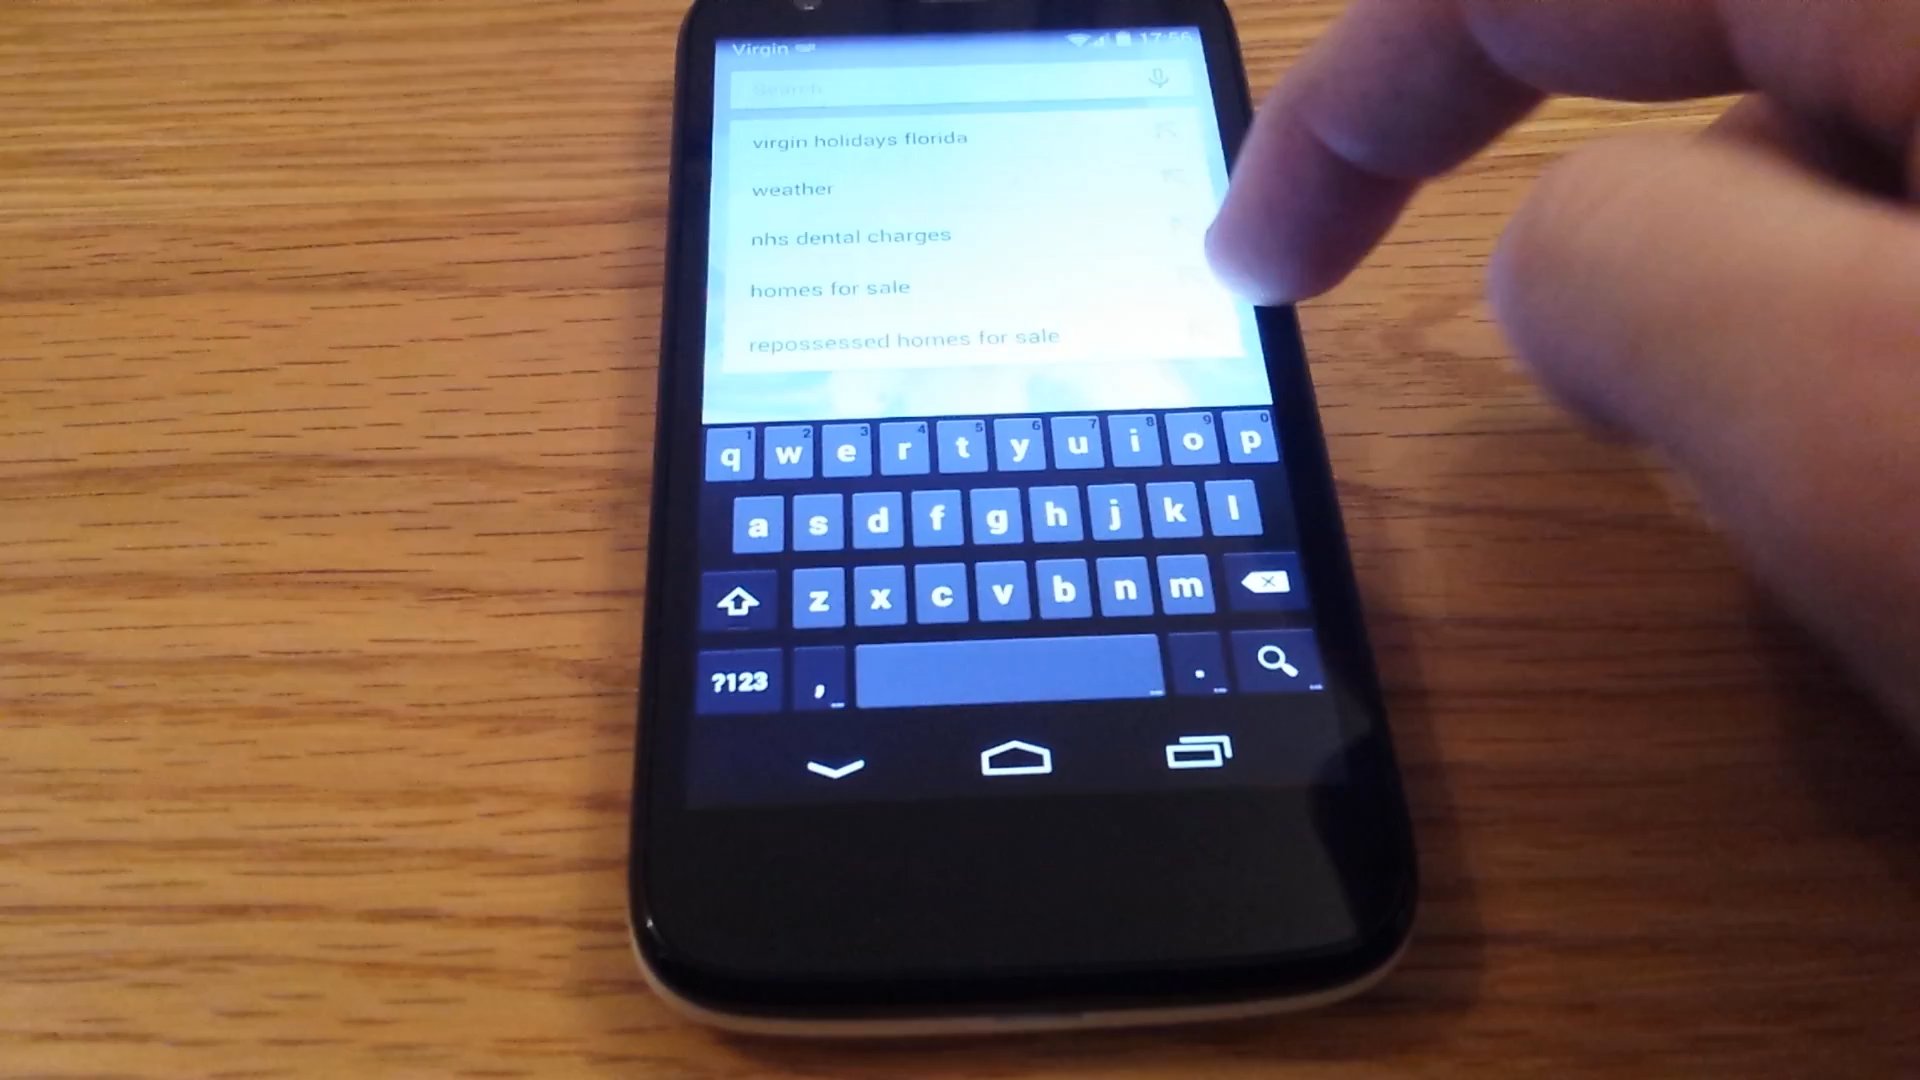 Virgin 17:56
Search
virgin holidays florida
weather
nhs dental charges
homes for sale
repossessed homes for sale
1 2 3 4 5 6 7 8 9 0
q w e r t y u i o p
a s d f g h j k l
z x c v b n m
?123 , .